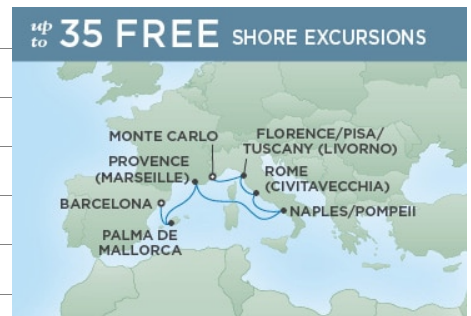 up to 35 FREE SHORE EXCURSIONS
MONTE CARLO
FLORENCE/PISA/
TUSCANY (LIVORNO)
PROVENCE
(MARSEILLE)
ROME
(CIVITAVECCHIA)
BARCELONA
NAPLES/POMPEII
PALMA DE
MALLORCA